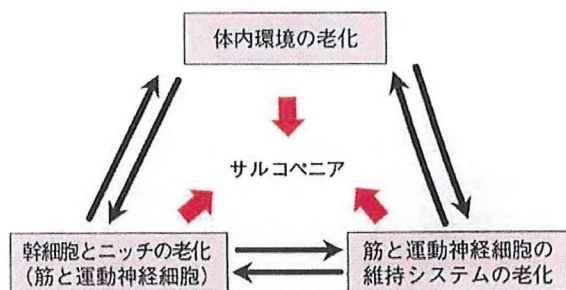 体内環境の老化
サルコペニア
幹細胞とニッチの老化
(筋と運動神経細胞)
筋と運動神経細胞の
維持システムの老化